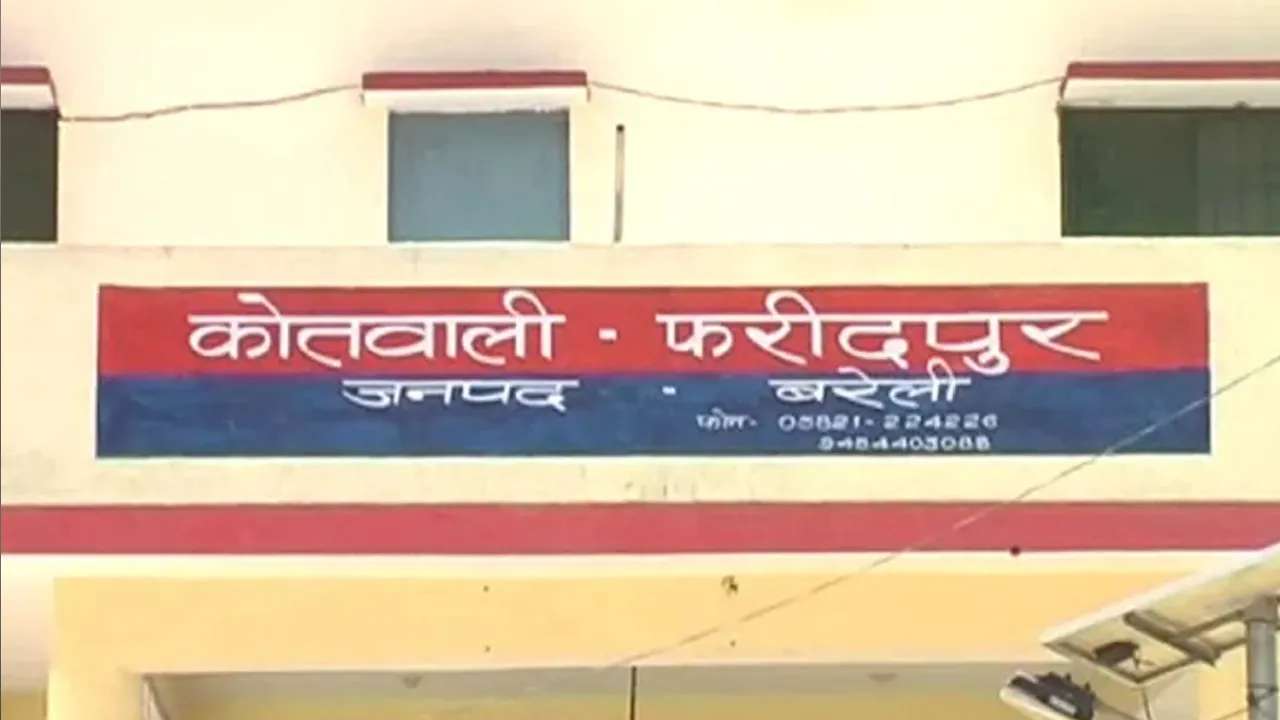 कोतवाली - फरीदपुर
जनपद - बरेली
फोन- 05821-224226
9454403088